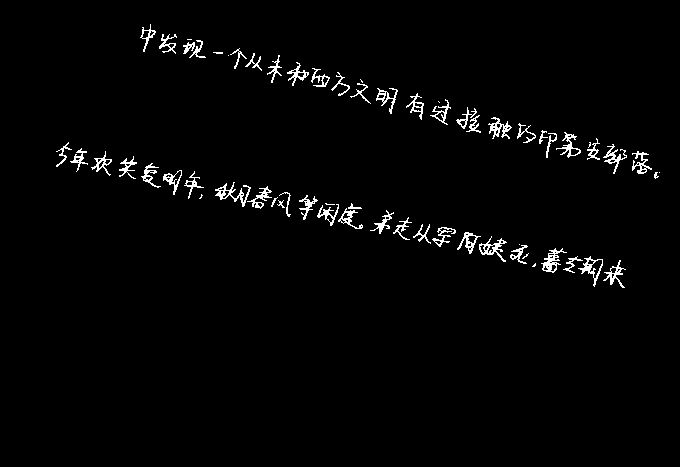 中发现一个从未和西方文明有过接触的印第安部落。
今年欢笑复明年，秋月春风等闲度。弟走从军阿姨死，暮去朝来